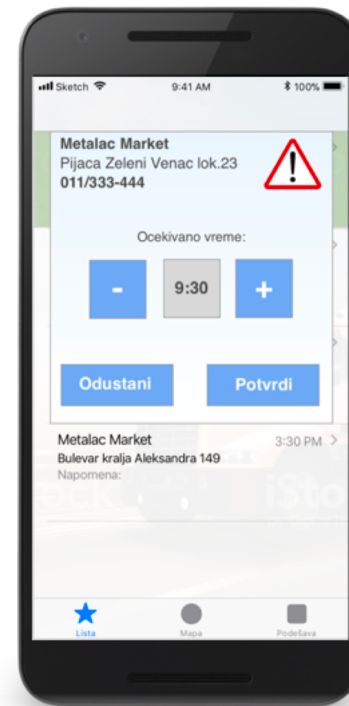 Sketch 9:41 AM 100%
Metalac Market
Pijaca Zeleni Venac lok.23
011/333-444
Ocekivano vreme:
- 9:30 +
Odustani Potvrdi
Metalac Market 3:30 PM
Bulevar kralja Aleksandra 149
Napomena:
iSto
Lista Mapa Podešava